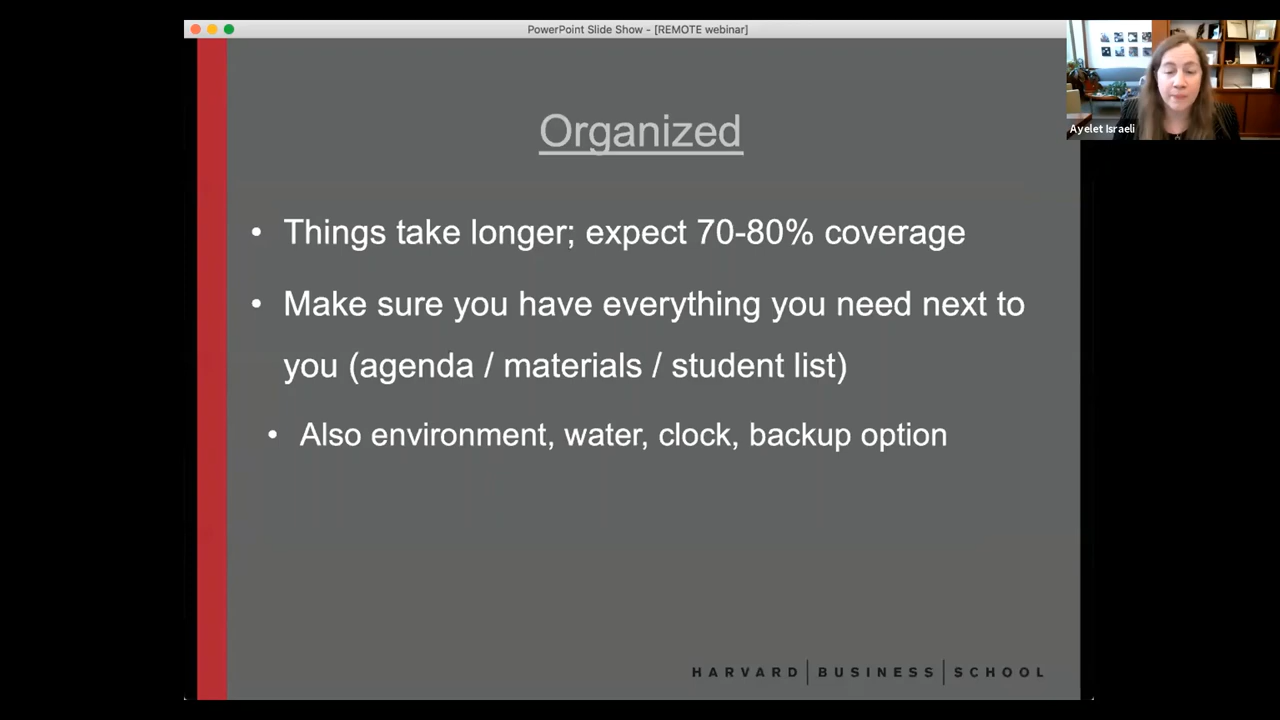 PowerPoint Slide Show - [REMOTE webinar]
Ayelet Israeli
Organized
• Things take longer; expect 70-80% coverage
• Make sure you have everything you need next to
you (agenda / materials / student list)
• Also environment, water, clock, backup option
HARVARD | BUSINESS | SCHOOL